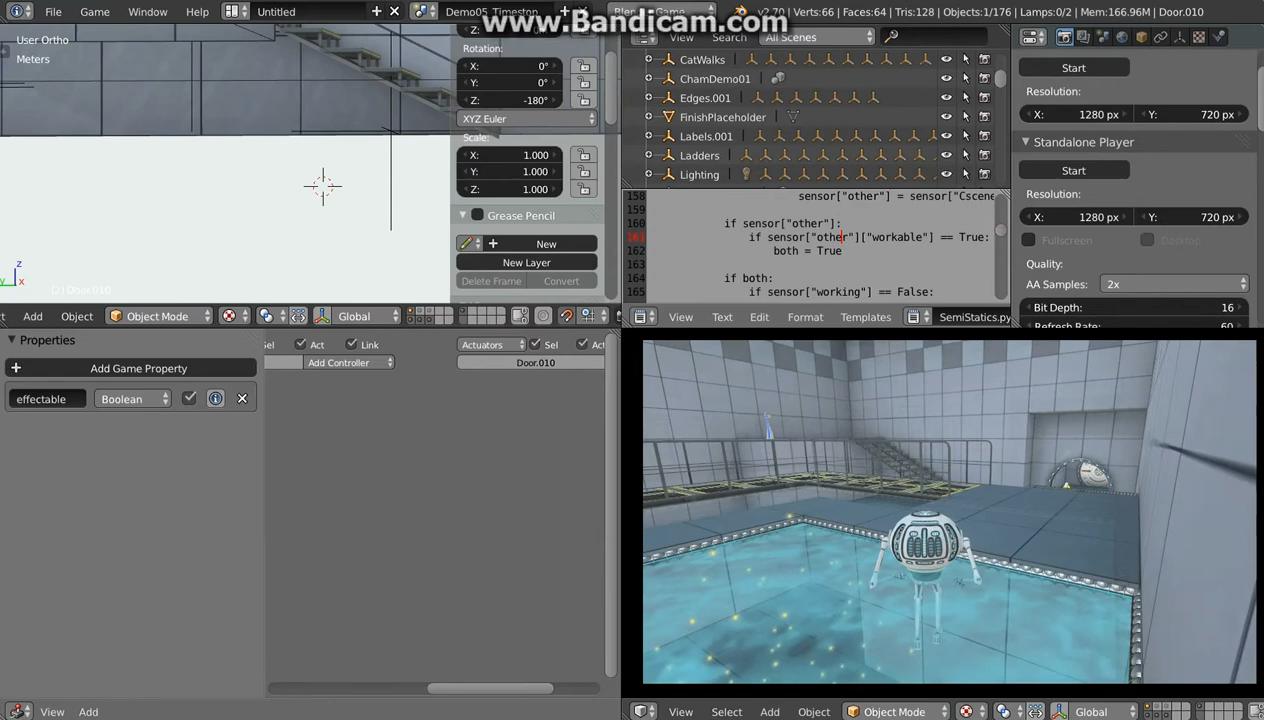 www.Bandicam.com
File Game Window Help Untitled Demo05_Timeston v2.70 | Verts:66 | Faces:64 | Tris:128 | Objects:1/176 | Lamps:0/2 | Mem:166.96M | Door.010
User Ortho
Meters
Rotation:
X: 0°
Y: 0°
Z: -180°
XYZ Euler
Scale:
X: 1.000
Y: 1.000
Z: 1.000
Grease Pencil
New
New Layer
Delete Frame Convert
z
y x
Add Object Object Mode Global
View Search All Scenes
CatWalks
ChamDemo01
Edges.001
FinishPlaceholder
Labels.001
Ladders
Lighting
158 sensor["other"] = sensor["Cscene
159
160 if sensor["other"]:
161 if sensor["other"]["workable"] == True:
162 both = True
163
164 if both:
165 if sensor["working"] == False:
View Text Edit Format Templates SemiStatics.py
Start
Resolution:
X: 1280 px Y: 720 px
Standalone Player
Start
Resolution:
X: 1280 px Y: 720 px
Fullscreen Desktop
Quality:
AA Samples: 2x
Bit Depth: 16
Refresh Rate: 60
Properties
Add Game Property
effectable Boolean
Sel Act Link Actuators Sel Act
Add Controller Door.010
View Add
View Select Add Object Object Mode Global